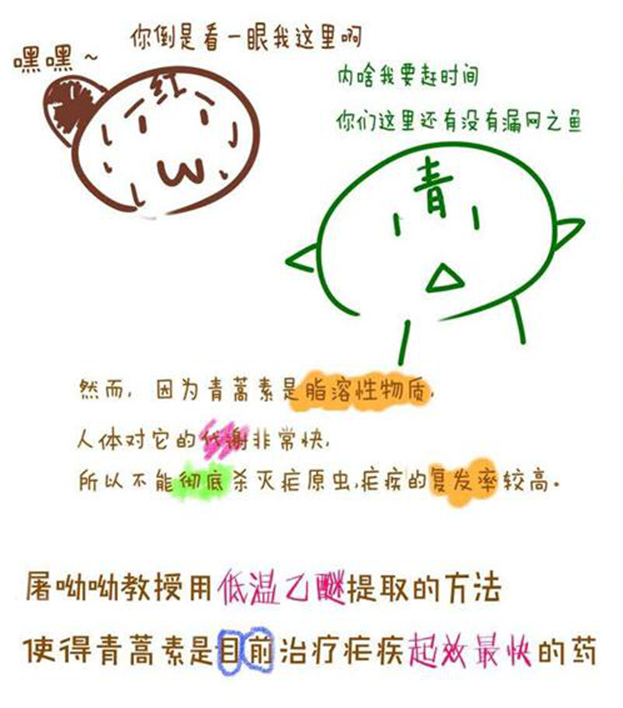 你倒是看一眼我这里啊
嘿嘿~
红
内啥我要赶时间
你们这里还有没有漏网之鱼
青
然而，因为青蒿素是脂溶性物质，
人体对它的代谢非常快，
所以不能彻底杀灭疟原虫，疟疾的复发率较高。
屠呦呦教授用低温乙醚提取的方法
使得青蒿素是目前治疗疟疾起效最快的药